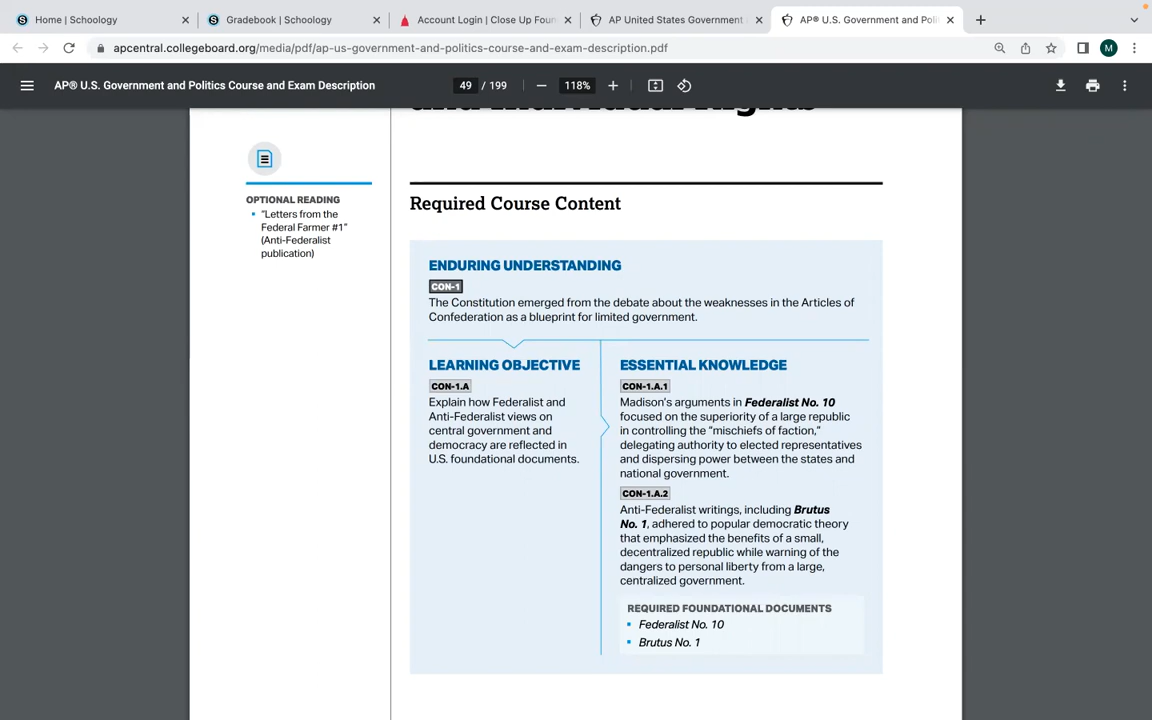 Home | Schoology
Gradebook | Schoology
Account Login | Close Up Foun
AP United States Government
AP® U.S. Government and Poli
apcentral.collegeboard.org/media/pdf/ap-us-government-and-politics-course-and-exam-description.pdf
M
AP® U.S. Government and Politics Course and Exam Description
49 / 199
118%
and Individual Rights
OPTIONAL READING
• "Letters from the
Federal Farmer #1"
(Anti-Federalist
publication)
Required Course Content
ENDURING UNDERSTANDING
CON-1
The Constitution emerged from the debate about the weaknesses in the Articles of
Confederation as a blueprint for limited government.
LEARNING OBJECTIVE
CON-1.A
Explain how Federalist and
Anti-Federalist views on
central government and
democracy are reflected in
U.S. foundational documents.
ESSENTIAL KNOWLEDGE
CON-1.A.1
Madison's arguments in Federalist No. 10
focused on the superiority of a large republic
in controlling the "mischiefs of faction,"
delegating authority to elected representatives
and dispersing power between the states and
national government.
CON-1.A.2
Anti-Federalist writings, including Brutus
No. 1, adhered to popular democratic theory
that emphasized the benefits of a small,
decentralized republic while warning of the
dangers to personal liberty from a large,
centralized government.
REQUIRED FOUNDATIONAL DOCUMENTS
• Federalist No. 10
• Brutus No. 1